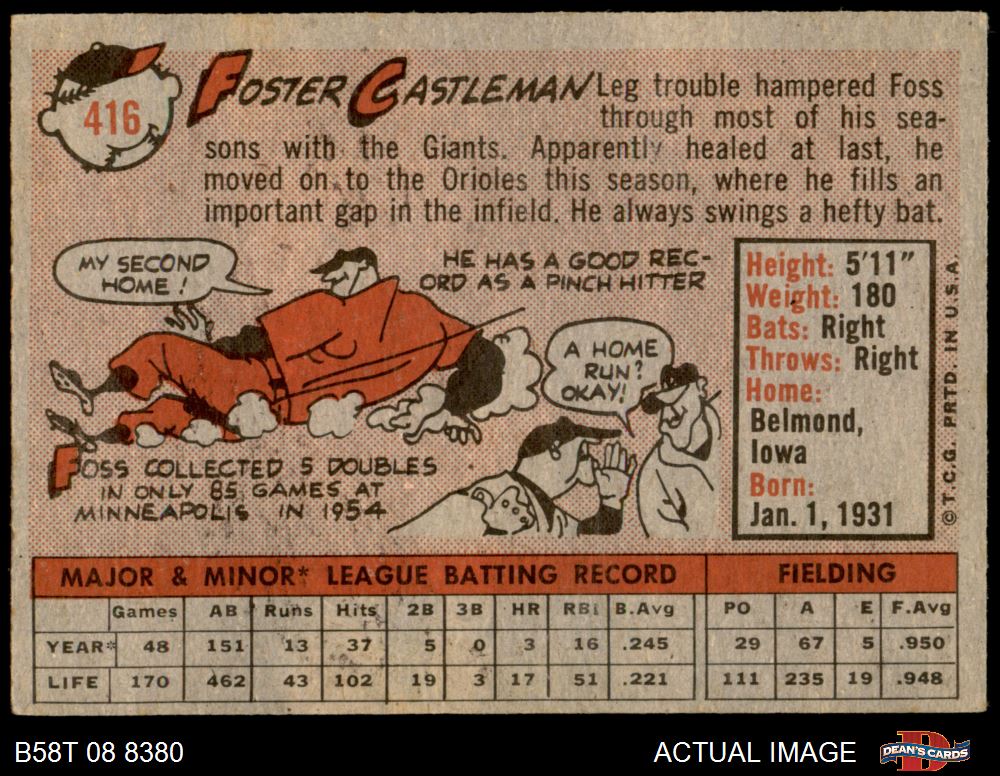 416
FOSTER CASTLEMAN Leg trouble hampered Foss
through most of his sea-
sons with the Giants. Apparently healed at last, he
moved on to the Orioles this season, where he fills an
important gap in the infield. He always swings a hefty bat.
MY SECOND
HOME!
HE HAS A GOOD REC-
ORD AS A PINCH HITTER
A HOME
RUN?
OKAY!
FOSS COLLECTED 5 DOUBLES
IN ONLY 85 GAMES AT
MINNEAPOLIS IN 1954
Height: 5'11"
Weight: 180
Bats: Right
Throws: Right
Home:
Belmond,
Iowa
Born:
Jan. 1, 1931
© T.C.G. PRTD. IN U.S.A.
MAJOR & MINOR* LEAGUE BATTING RECORD FIELDING
Games AB Runs Hits 2B 3B HR RBI B.Avg PO A E F.Avg
YEAR* 48 151 13 37 5 0 3 16 .245 29 67 5 .950
LIFE 170 462 43 102 19 3 17 51 .221 111 235 19 .948
B58T 08 8380 ACTUAL IMAGE DEAN'S CARDS